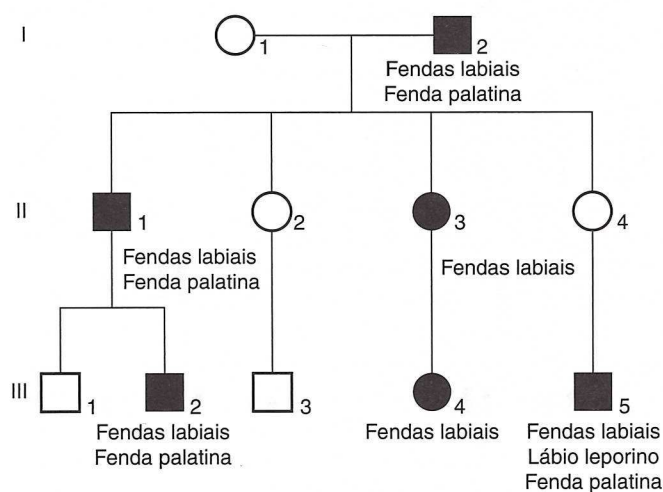 I
1
2
Fendas labiais
Fenda palatina
II
1
2
3
4
Fendas labiais
Fenda palatina
Fendas labiais
III
1
2
3
4
5
Fendas labiais
Fenda palatina
Fendas labiais
Fendas labiais
Lábio leporino
Fenda palatina